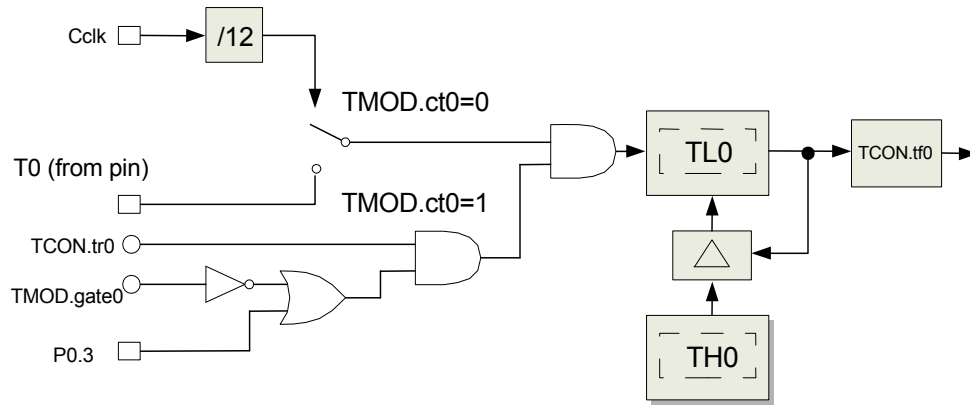 Cclk
/12
TMOD.ct0=0
T0 (from pin)
TMOD.ct0=1
TL0
TCON.tf0
TCON.tr0
TMOD.gate0
P0.3
TH0